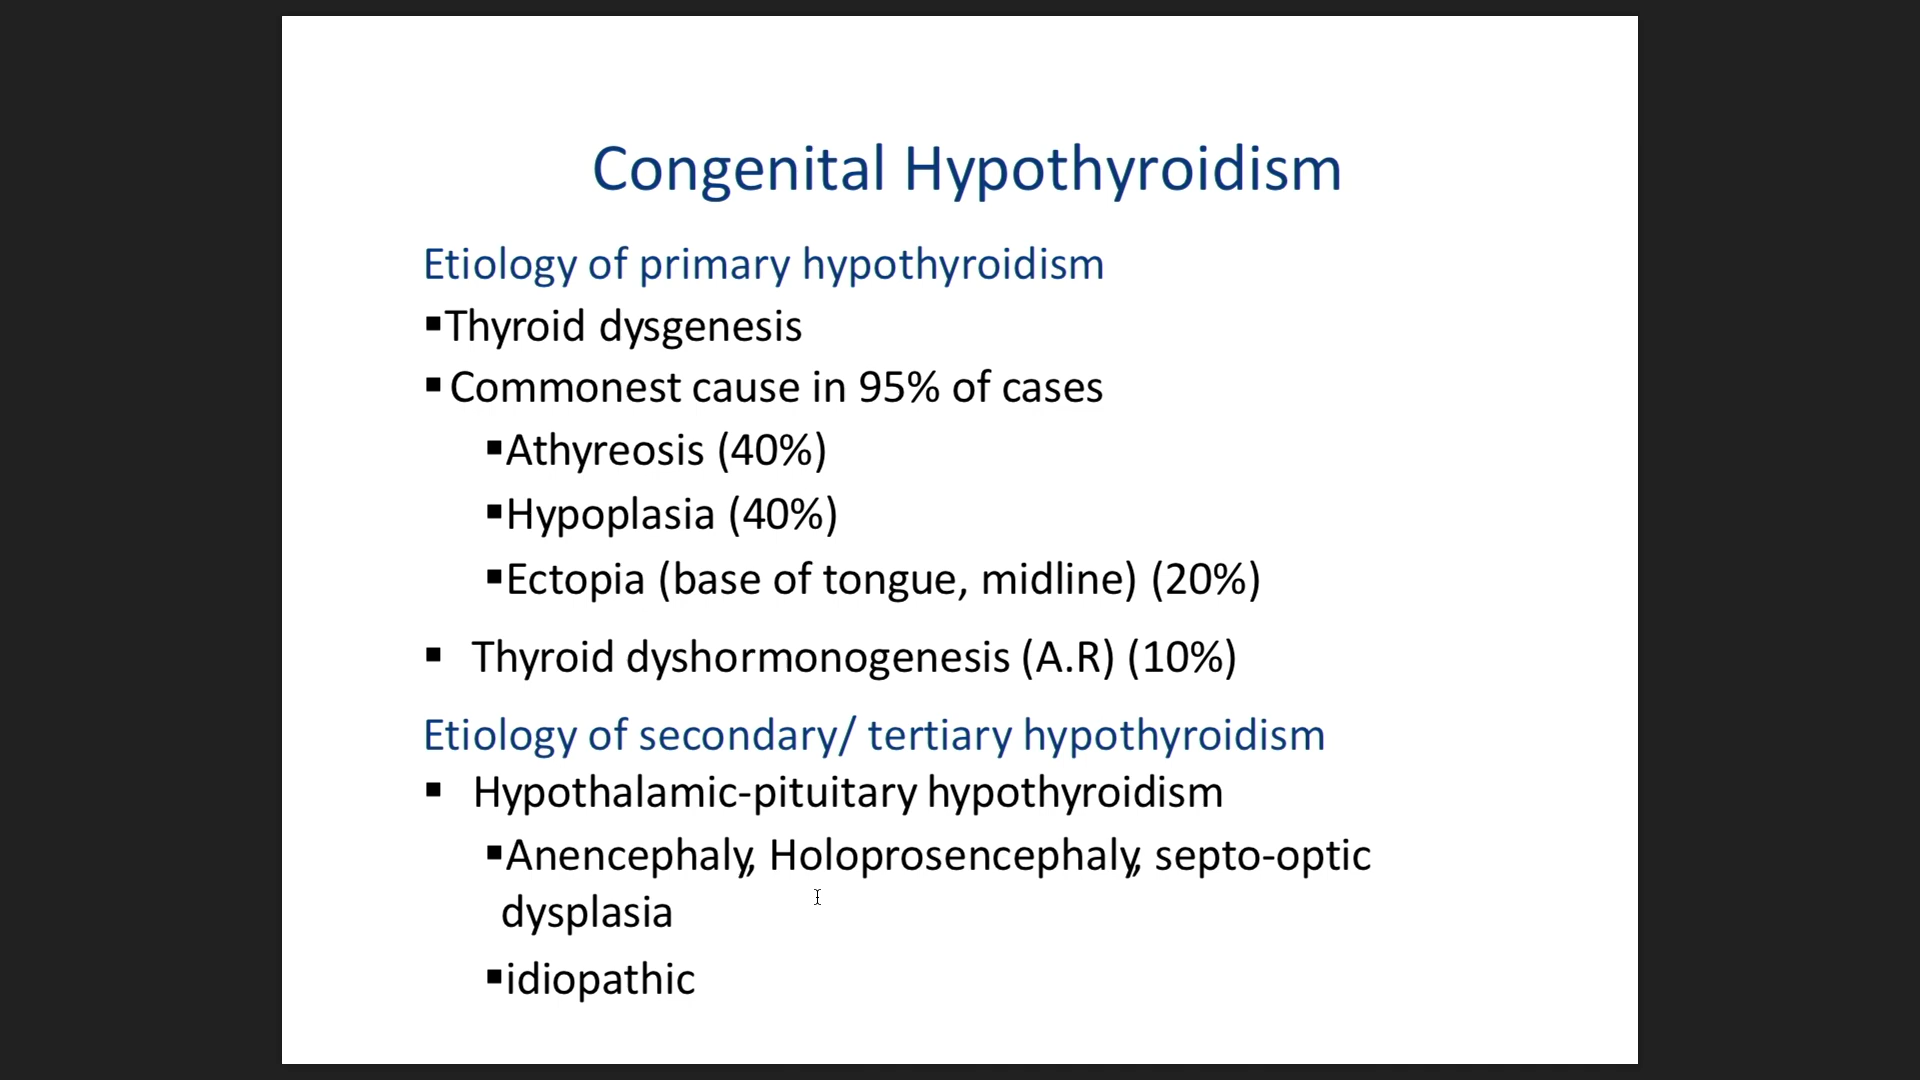 Congenital Hypothyroidism
Etiology of primary hypothyroidism
▪Thyroid dysgenesis
▪Commonest cause in 95% of cases
▪Athyreosis (40%)
▪Hypoplasia (40%)
▪Ectopia (base of tongue, midline) (20%)
▪ Thyroid dyshormonogenesis (A.R) (10%)
Etiology of secondary/ tertiary hypothyroidism
▪ Hypothalamic-pituitary hypothyroidism
▪Anencephaly, Holoprosencephaly, septo-optic
dysplasia
▪idiopathic